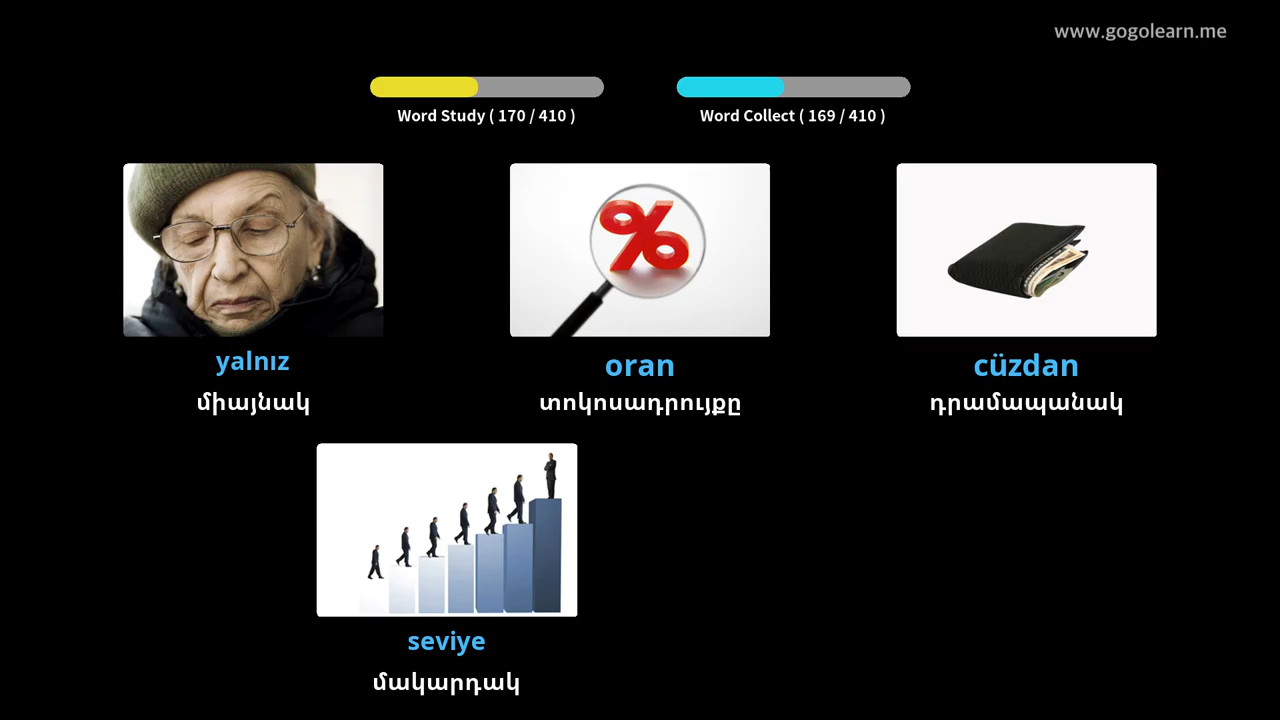 www.gogolearn.me
Word Study ( 170 / 410 )
Word Collect ( 169 / 410 )
yalnız
միայնակ
oran
տոկոսադրույքը
cüzdan
դրամապանակ
seviye
մակարդակ